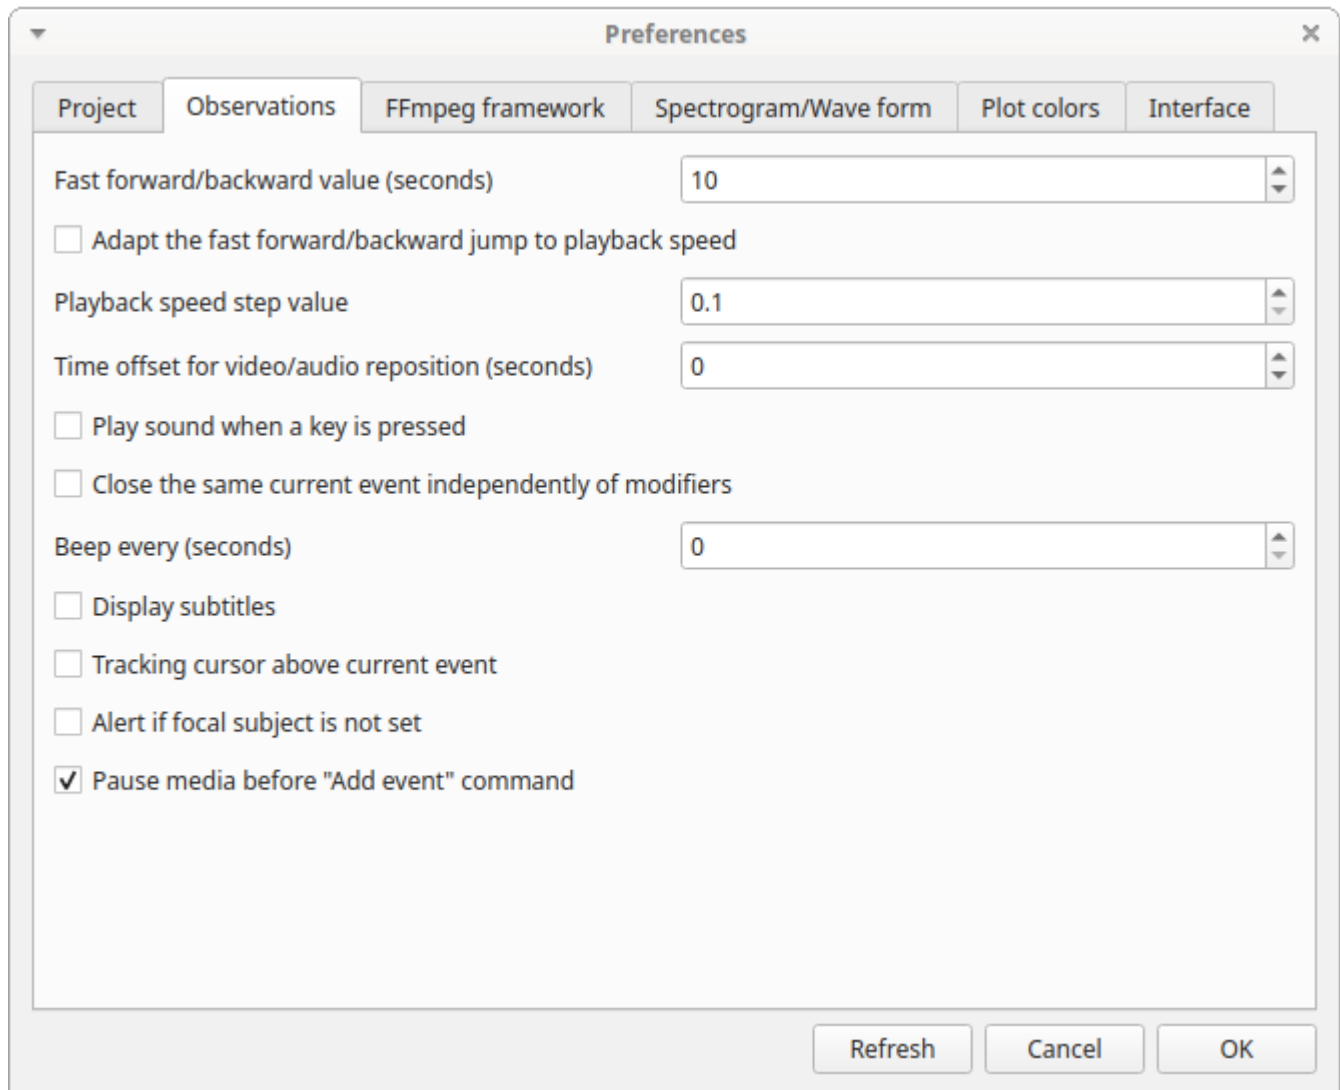 Preferences
Project Observations FFmpeg framework Spectrogram/Wave form Plot colors Interface
Fast forward/backward value (seconds) 10
Adapt the fast forward/backward jump to playback speed
Playback speed step value 0.1
Time offset for video/audio reposition (seconds) 0
Play sound when a key is pressed
Close the same current event independently of modifiers
Beep every (seconds) 0
Display subtitles
Tracking cursor above current event
Alert if focal subject is not set
Pause media before "Add event" command
Refresh Cancel OK